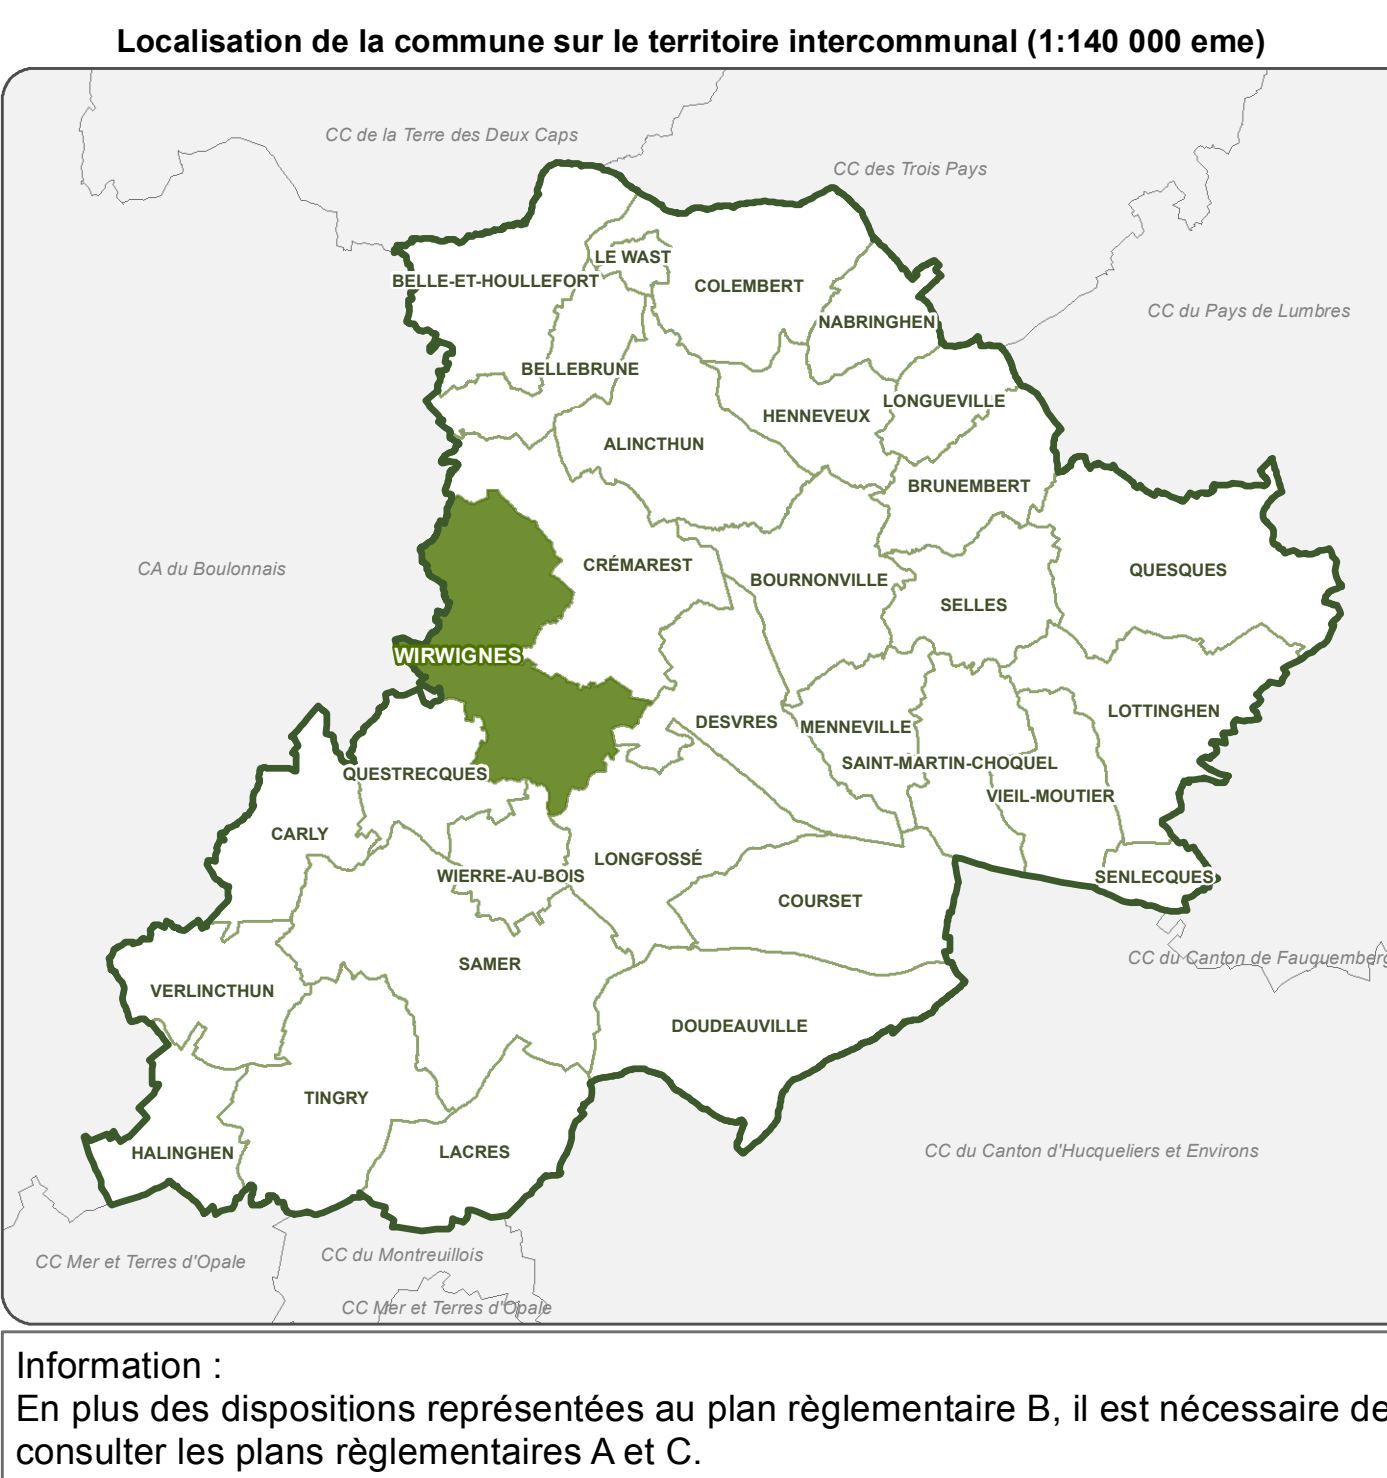 Localisation de la commune sur le territoire intercommunal (1:140 000 eme)
CC de la Terre des Deux Caps
CC des Trois Pays
LE WAST
BELLE-ET-HOULLEFORT
COLEMBERT
CC du Pays de Lumbres
NABRINGHEN
BELLEBRUNE
LONGUEVILLE
HENNEVEUX
ALINCTHUN
BRUNEMBERT
CA du Boulonnais
CRÉMAREST
QUESQUES
BOURNONVILLE
SELLES
WIRWIGNES
LOTTINGHEN
DESVRES
MENNEVILLE
SAINT-MARTIN-CHOQUEL
QUESTRECQUES
VIEIL-MOUTIER
CARLY
LONGFOSSÉ
WIERRE-AU-BOIS
SENLECQUES
COURSET
CC du Canton de Fauquemberg
SAMER
VERLINCTHUN
DOUDEAUVILLE
TINGRY
HALINGHEN
LACRES
CC du Canton d'Hucqueliers et Environs
CC du Montreuillois
CC Mer et Terres d'Opale
CC Mer et Terres d'Opale
Information :
En plus des dispositions représentées au plan règlementaire B, il est nécessaire de
consulter les plans règlementaires A et C.